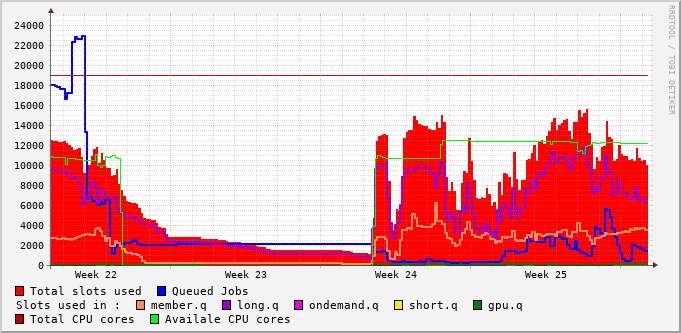 24000
22000
20000
18000
16000
14000
12000
10000
8000
6000
4000
2000
0
Week 22 Week 23 Week 24 Week 25
Total slots used Queued Jobs
Slots used in : member.q long.q ondemand.q short.q gpu.q
Total CPU cores Availale CPU cores
RRDTOOL / TOBI OETIKER